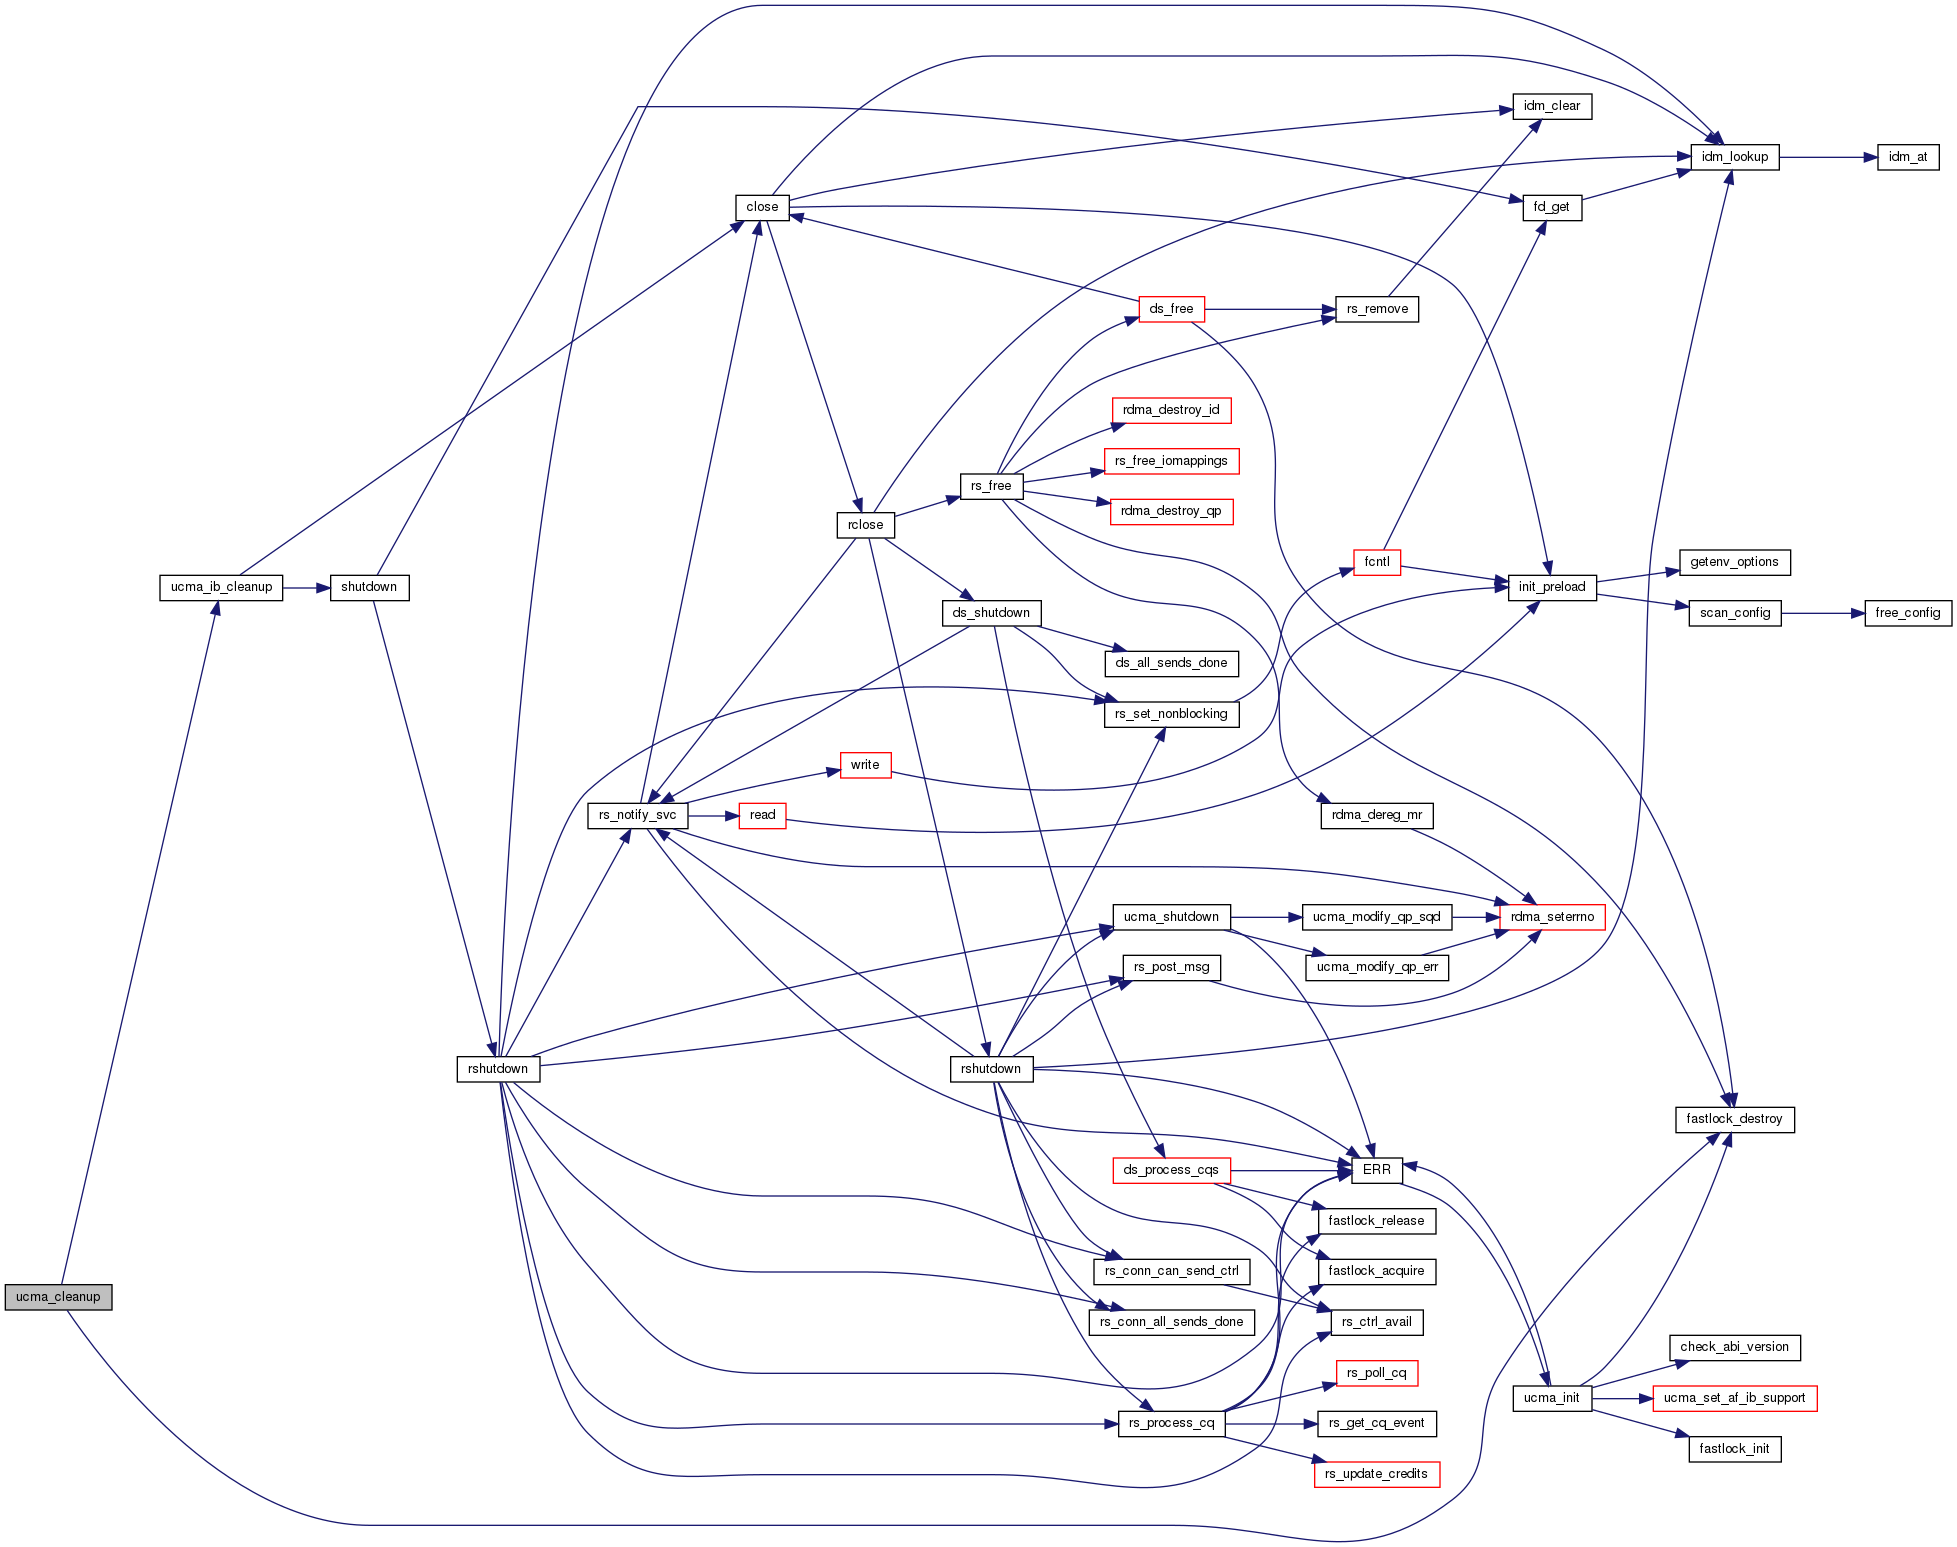 idm_clear
idm_lookup
idm_at
close
fd_get
ds_free
rs_remove
rdma_destroy_id
rs_free_iomappings
rs_free
rdma_destroy_qp
rclose
fcntl
getenv_options
ucma_ib_cleanup
shutdown
init_preload
ds_shutdown
scan_config
free_config
ds_all_sends_done
rs_set_nonblocking
write
rs_notify_svc
read
rdma_dereg_mr
ucma_shutdown
ucma_modify_qp_sqd
rdma_seterrno
rs_post_msg
ucma_modify_qp_err
rshutdown
rshutdown
fastlock_destroy
ds_process_cqs
ERR
fastlock_release
rs_conn_can_send_ctrl
fastlock_acquire
ucma_cleanup
rs_conn_all_sends_done
rs_ctrl_avail
check_abi_version
rs_poll_cq
ucma_init
ucma_set_af_ib_support
rs_process_cq
rs_get_cq_event
fastlock_init
rs_update_credits